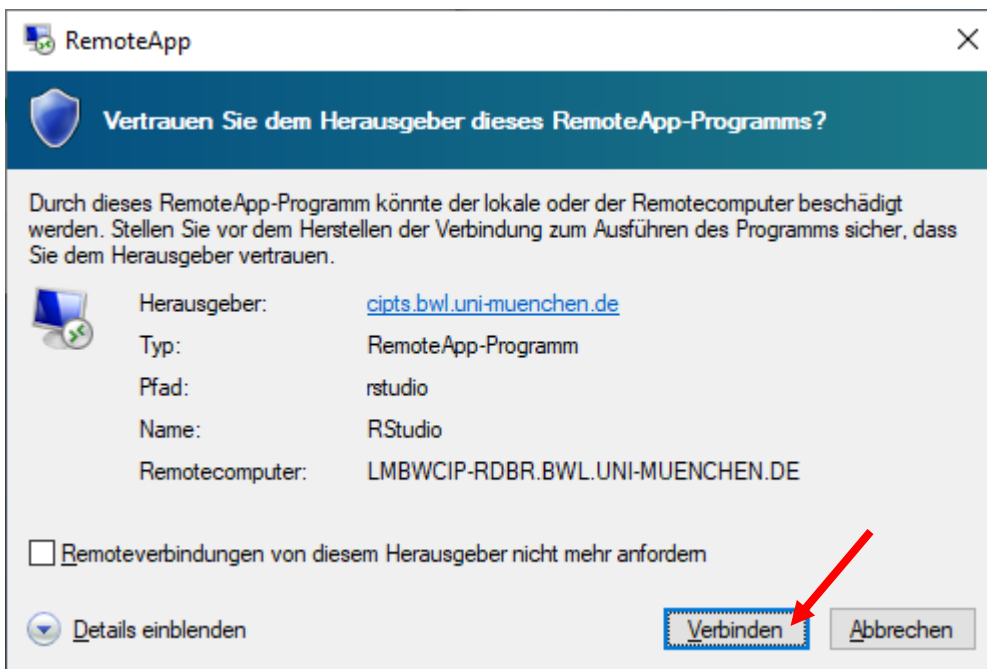 RemoteApp
Vertrauen Sie dem Herausgeber dieses RemoteApp-Programms?
Durch dieses RemoteApp-Programm könnte der lokale oder der Remotecomputer beschädigt
werden. Stellen Sie vor dem Herstellen der Verbindung zum Ausführen des Programms sicher, dass
Sie dem Herausgeber vertrauen.
Herausgeber: cipts.bwl.uni-muenchen.de
Typ: RemoteApp-Programm
Pfad: rstudio
Name: RStudio
Remotecomputer: LMBWCIP-RDBR.BWL.UNI-MUENCHEN.DE
Remoteverbindungen von diesem Herausgeber nicht mehr anfordern
Details einblenden Verbinden Abbrechen